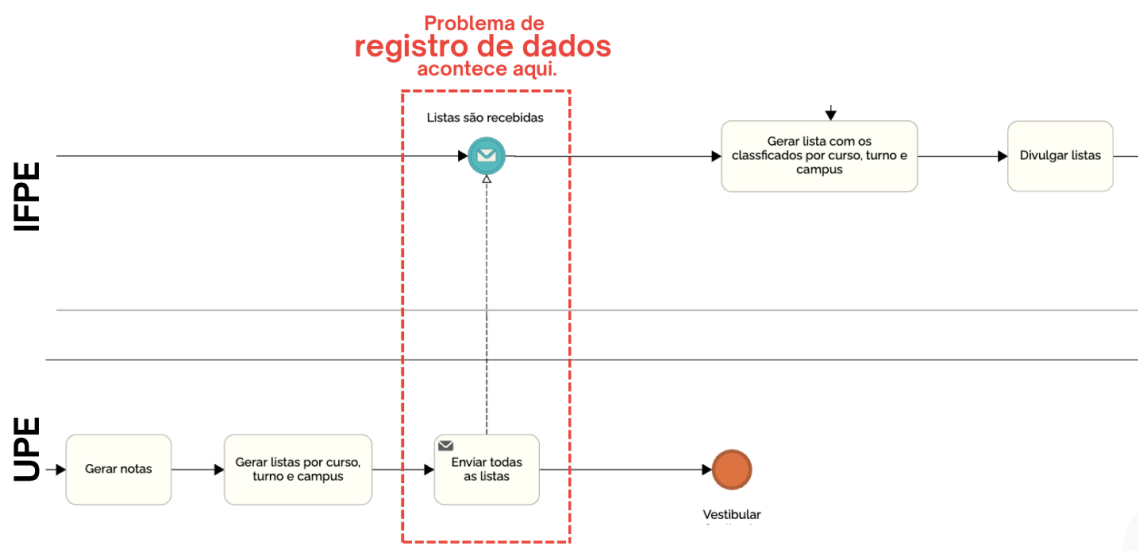 Problema de
registro de dados
acontece aqui.
Listas são recebidas
IFPE
Gerar lista com os
classficados por curso, turno e
campus
Divulgar listas
UPE
Gerar notas
Gerar listas por curso,
turno e campus
Enviar todas
as listas
Vestibular